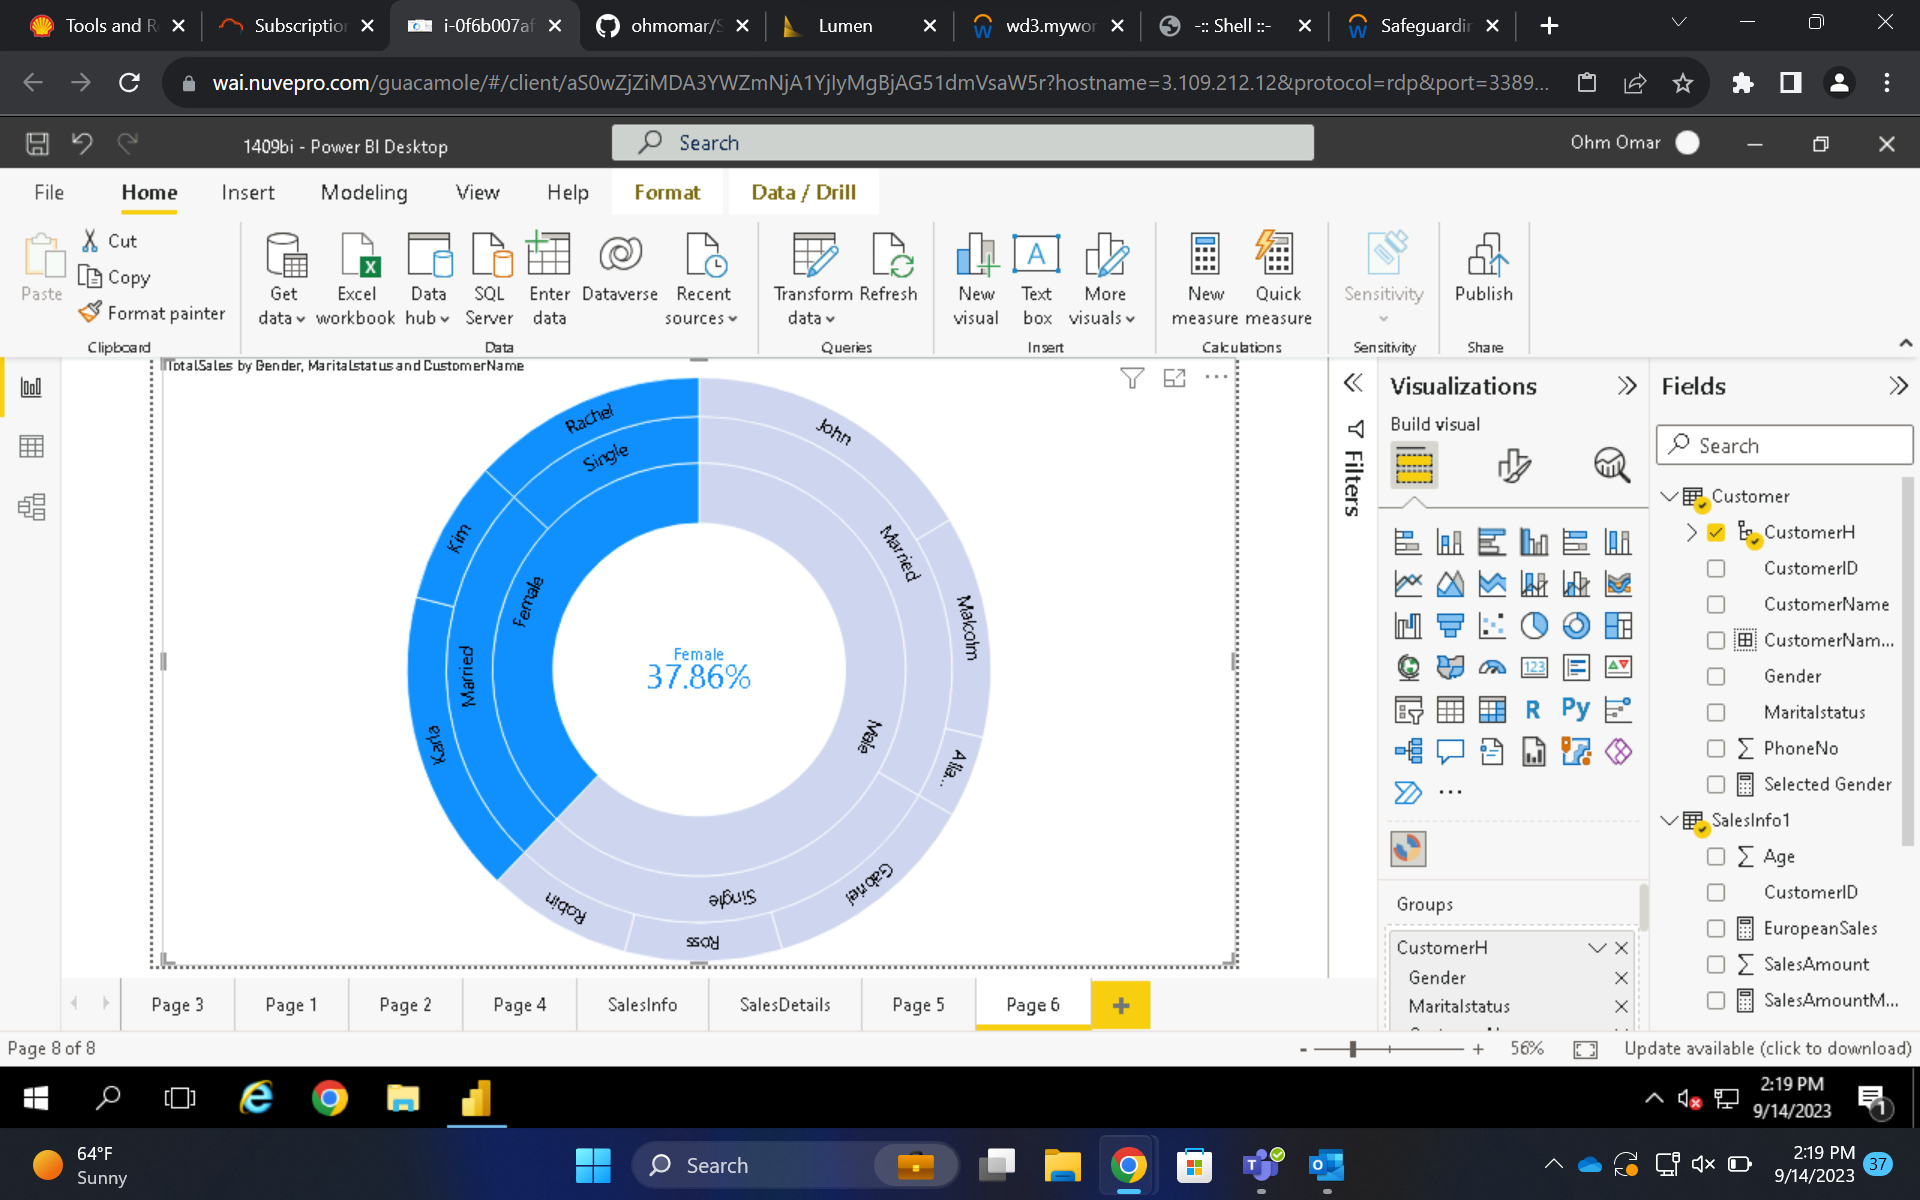 Tools and R
Subscription
i-0f6b007af
ohmomar/S
Lumen
wd3.mywor
-:: Shell ::-
Safeguardin
wai.nuvepro.com/guacamole/#/client/aS0wZjZiMDA3YWZmNjA1YjIyMgBjAG51dmVsaW5r?hostname=3.109.212.12&protocol=rdp&port=3389...
1409bi - Power BI Desktop
Search
Ohm Omar
File
Home
Insert
Modeling
View
Help
Format
Data / Drill
Paste
Cut
Copy
Format painter
Clipboard
Get data
Excel workbook
Data hub
SQL Server
Enter data
Dataverse
Recent sources
Data
Transform data
Refresh
Queries
New visual
Text box
More visuals
Insert
New measure
Quick measure
Calculations
Sensitivity
Sensitivity
Publish
Share
TotalSales by Gender, Maritalstatus and CustomerName
Rachel
Single
Kim
Female
Married
Karla
John
Married
Malcolm
Male
Alla...
Gabriel
Single
Ross
Robin
Female
37.86%
Filters
Visualizations
Build visual
123
R
Py
Groups
CustomerH
Gender
Maritalstatus
Fields
Search
Customer
CustomerH
CustomerID
CustomerName
CustomerNam...
Gender
Maritalstatus
PhoneNo
Selected Gender
SalesInfo1
Age
CustomerID
EuropeanSales
SalesAmount
SalesAmountM...
Page 3
Page 1
Page 2
Page 4
SalesInfo
SalesDetails
Page 5
Page 6
+
Page 8 of 8
- + 56%
Update available (click to download)
2:19 PM
9/14/2023
1
64°F
Sunny
Search
2:19 PM
9/14/2023
37